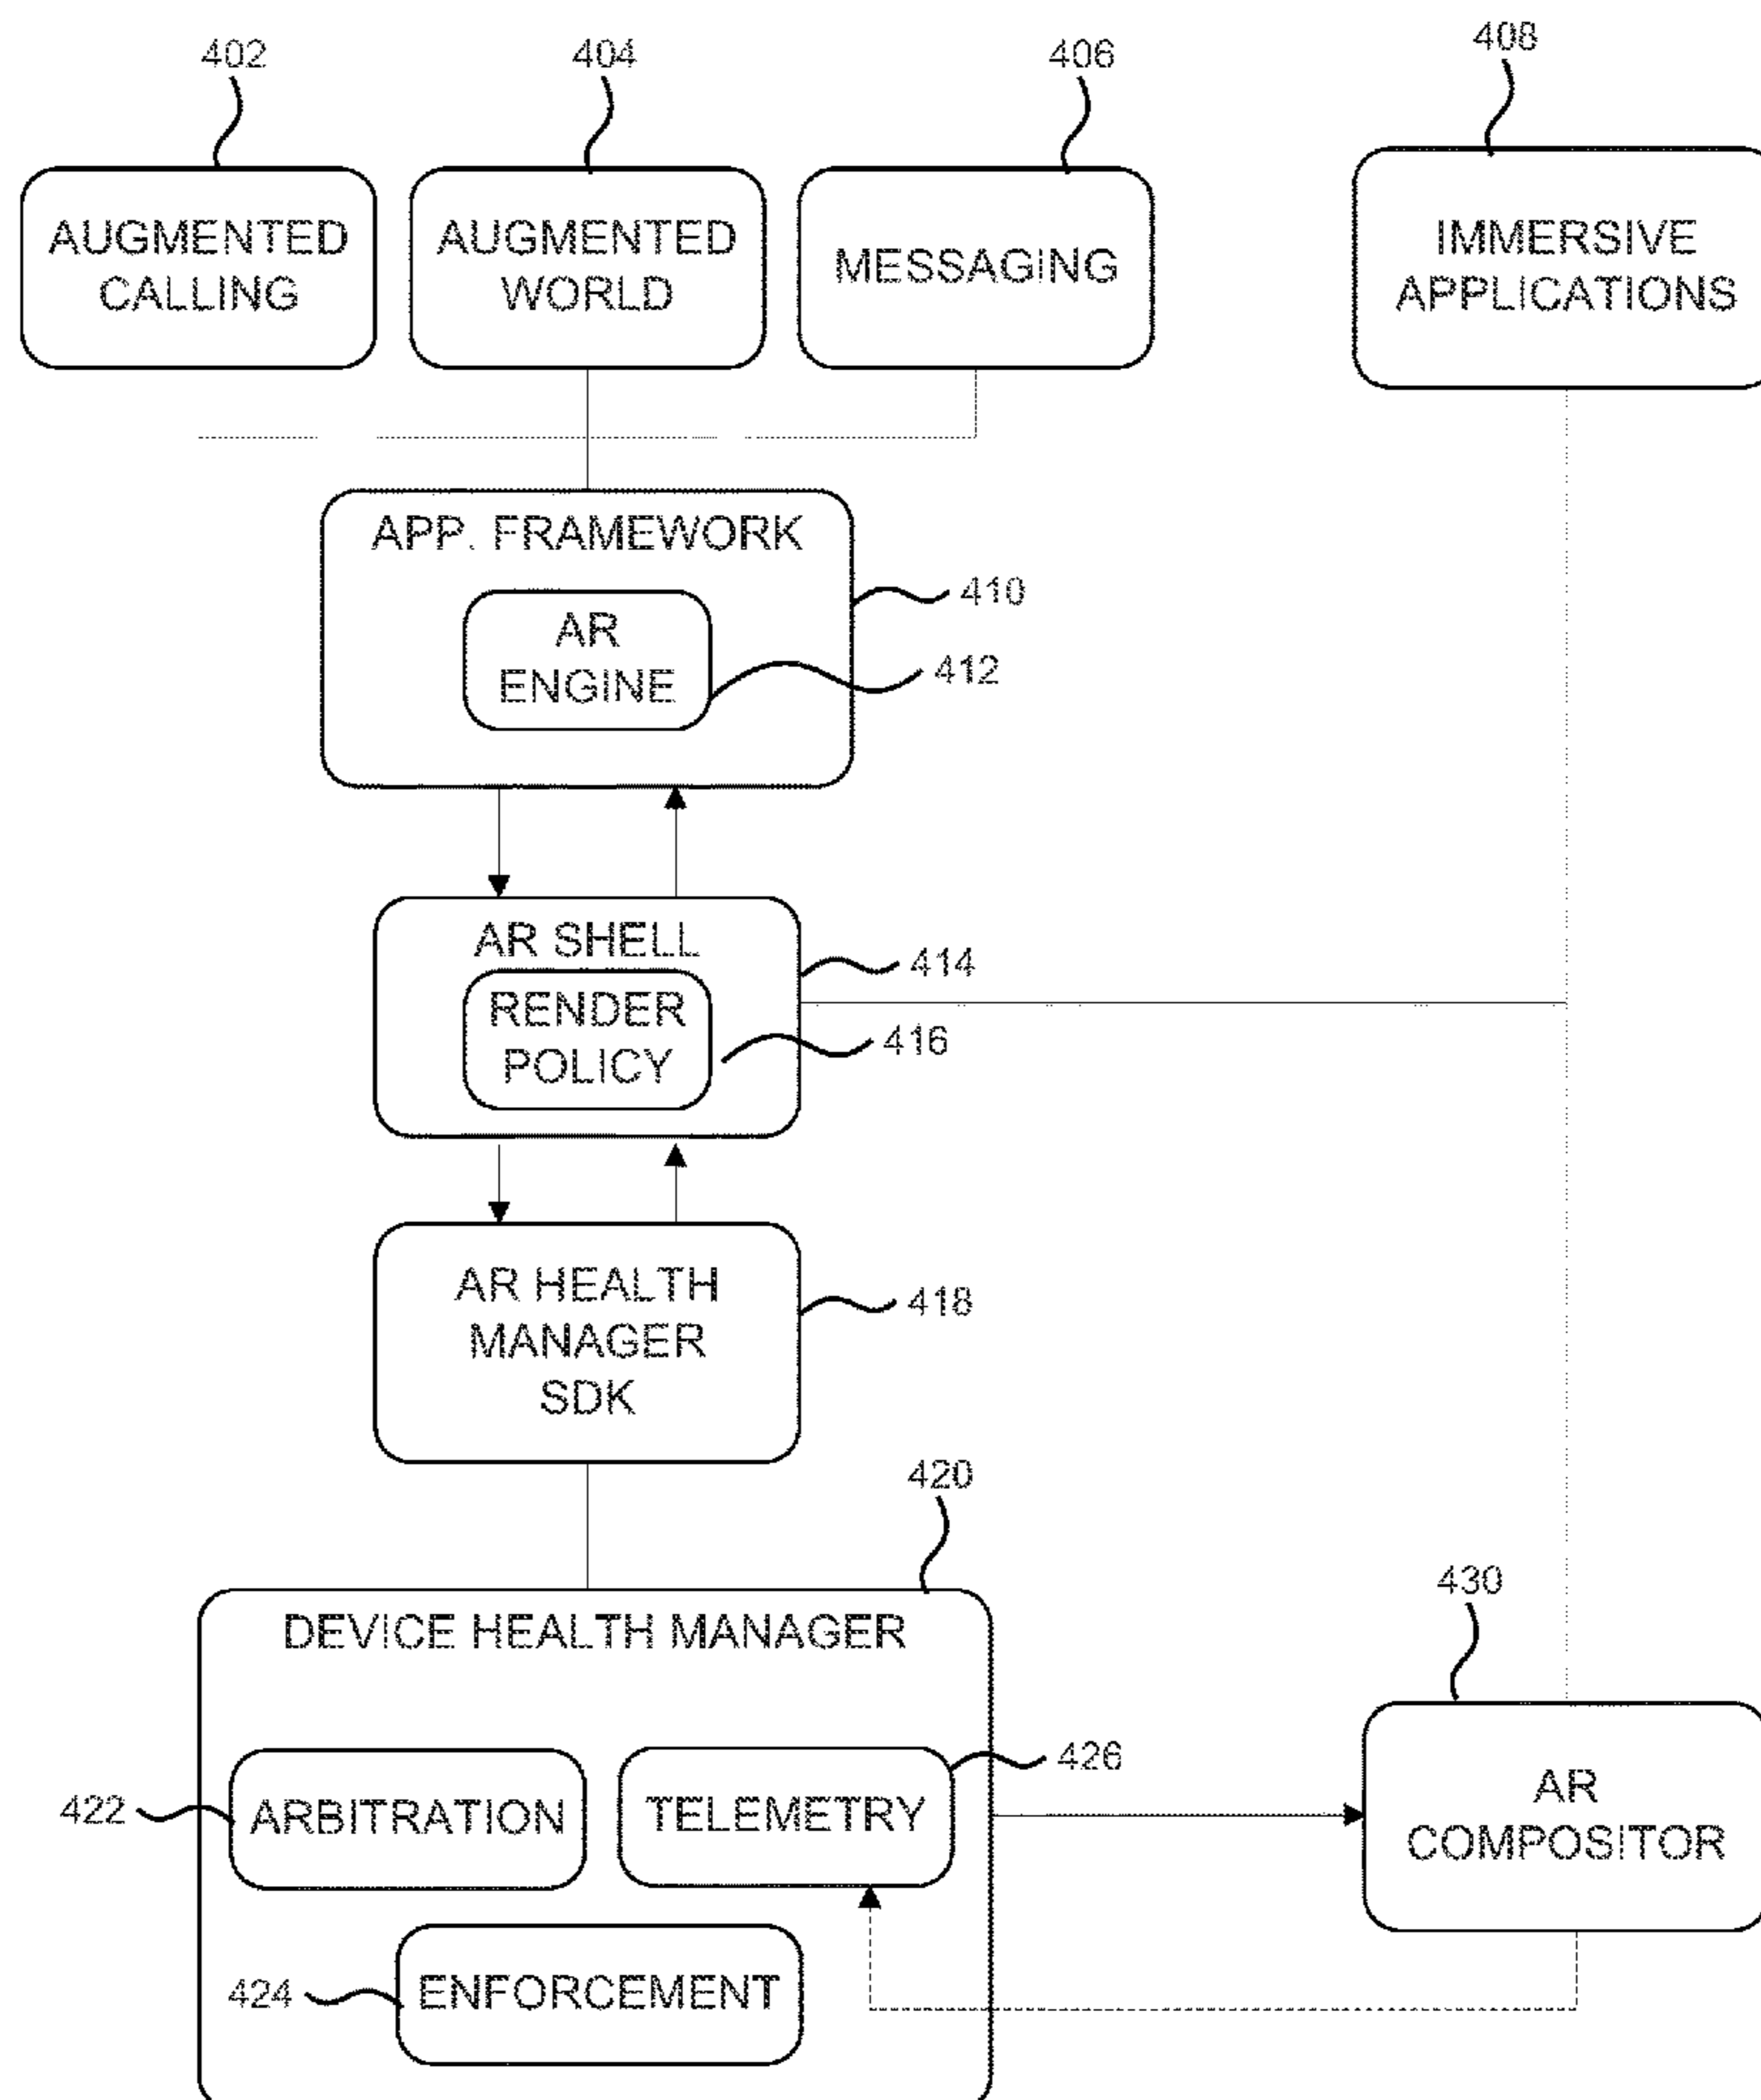 402
404
406
408
AUGMENTED
CALLING
AUGMENTED
WORLD
MESSAGING
IMMERSIVE
APPLICATIONS
APP. FRAMEWORK
410
AR
ENGINE
412
AR SHELL
414
RENDER
POLICY
416
AR HEALTH
MANAGER
SDK
418
420
DEVICE HEALTH MANAGER
430
422
ARBITRATION
TELEMETRY
426
AR
COMPOSITOR
424
ENFORCEMENT